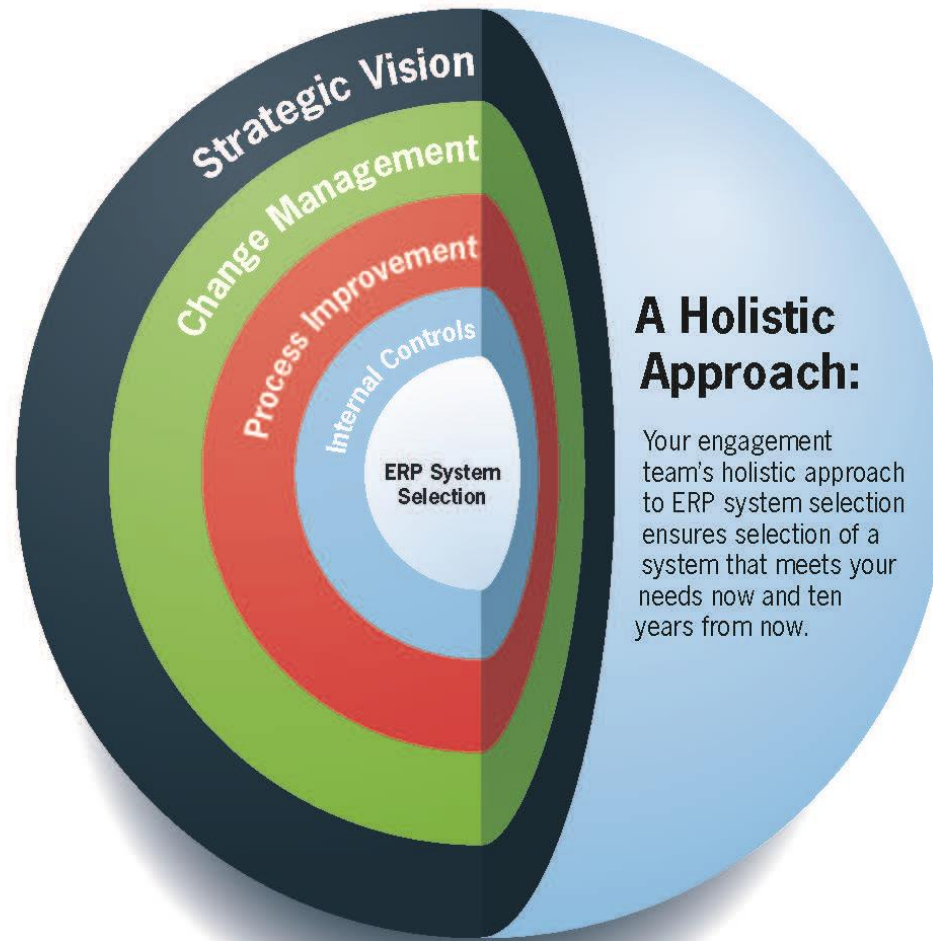 Strategic Vision
Change Management
Process Improvement
Internal Controls
ERP System
Selection
A Holistic
Approach:
Your engagement
team's holistic approach
to ERP system selection
ensures selection of a
system that meets your
needs now and ten
years from now.